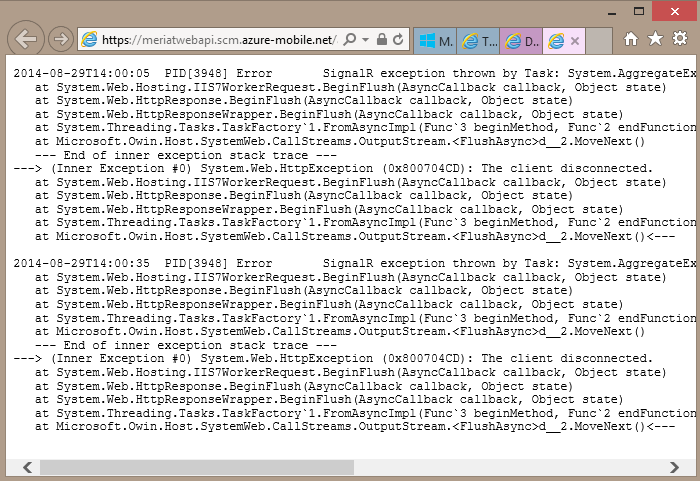 https://meriatwebapi.scm.azure-mobile.net/
M.
T...
D..
2014-08-29T14:00:05  PID[3948] Error       SignalR exception thrown by Task: System.AggregateEx
at System.Web.Hosting.IIS7WorkerRequest.BeginFlush(AsyncCallback callback, Object state)
at System.Web.HttpResponse.BeginFlush(AsyncCallback callback, Object state)
at System.Web.HttpResponseWrapper.BeginFlush(AsyncCallback callback, Object state)
at System.Threading.Tasks.TaskFactory`1.FromAsyncImpl(Func`3 beginMethod, Func`2 endFunction
at Microsoft.Owin.Host.SystemWeb.CallStreams.OutputStream.<FlushAsync>d__2.MoveNext()
--- End of inner exception stack trace ---
---> (Inner Exception #0) System.Web.HttpException (0x800704CD): The client disconnected.
at System.Web.Hosting.IIS7WorkerRequest.BeginFlush(AsyncCallback callback, Object state)
at System.Web.HttpResponse.BeginFlush(AsyncCallback callback, Object state)
at System.Web.HttpResponseWrapper.BeginFlush(AsyncCallback callback, Object state)
at System.Threading.Tasks.TaskFactory`1.FromAsyncImpl(Func`3 beginMethod, Func`2 endFunction
at Microsoft.Owin.Host.SystemWeb.CallStreams.OutputStream.<FlushAsync>d__2.MoveNext()<---
2014-08-29T14:00:35  PID[3948] Error       SignalR exception thrown by Task: System.AggregateEx
at System.Web.Hosting.IIS7WorkerRequest.BeginFlush(AsyncCallback callback, Object state)
at System.Web.HttpResponse.BeginFlush(AsyncCallback callback, Object state)
at System.Web.HttpResponseWrapper.BeginFlush(AsyncCallback callback, Object state)
at System.Threading.Tasks.TaskFactory`1.FromAsyncImpl(Func`3 beginMethod, Func`2 endFunction
at Microsoft.Owin.Host.SystemWeb.CallStreams.OutputStream.<FlushAsync>d__2.MoveNext()
--- End of inner exception stack trace ---
---> (Inner Exception #0) System.Web.HttpException (0x800704CD): The client disconnected.
at System.Web.Hosting.IIS7WorkerRequest.BeginFlush(AsyncCallback callback, Object state)
at System.Web.HttpResponse.BeginFlush(AsyncCallback callback, Object state)
at System.Web.HttpResponseWrapper.BeginFlush(AsyncCallback callback, Object state)
at System.Threading.Tasks.TaskFactory`1.FromAsyncImpl(Func`3 beginMethod, Func`2 endFunction
at Microsoft.Owin.Host.SystemWeb.CallStreams.OutputStream.<FlushAsync>d__2.MoveNext()<---